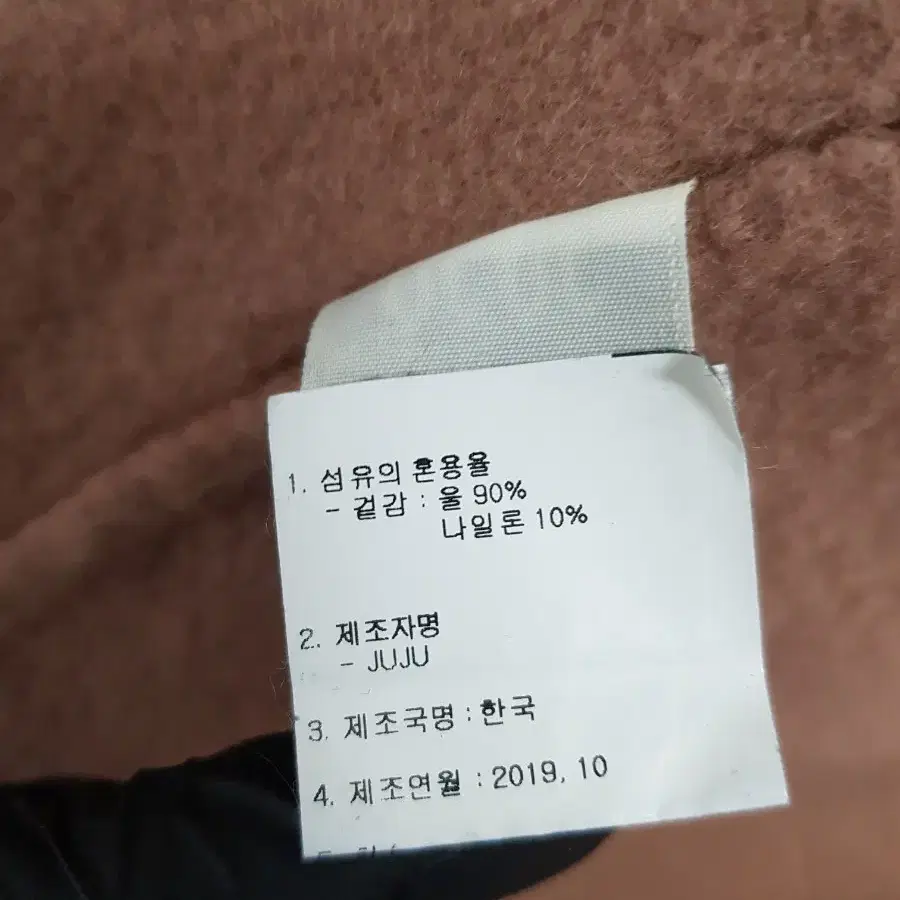 1. 섬유의 혼용율
- 겉감 : 울 90%
나일론 10%
2. 제조자명
- JUJU
3. 제조국명 : 한국
4. 제조연월 : 2019. 10